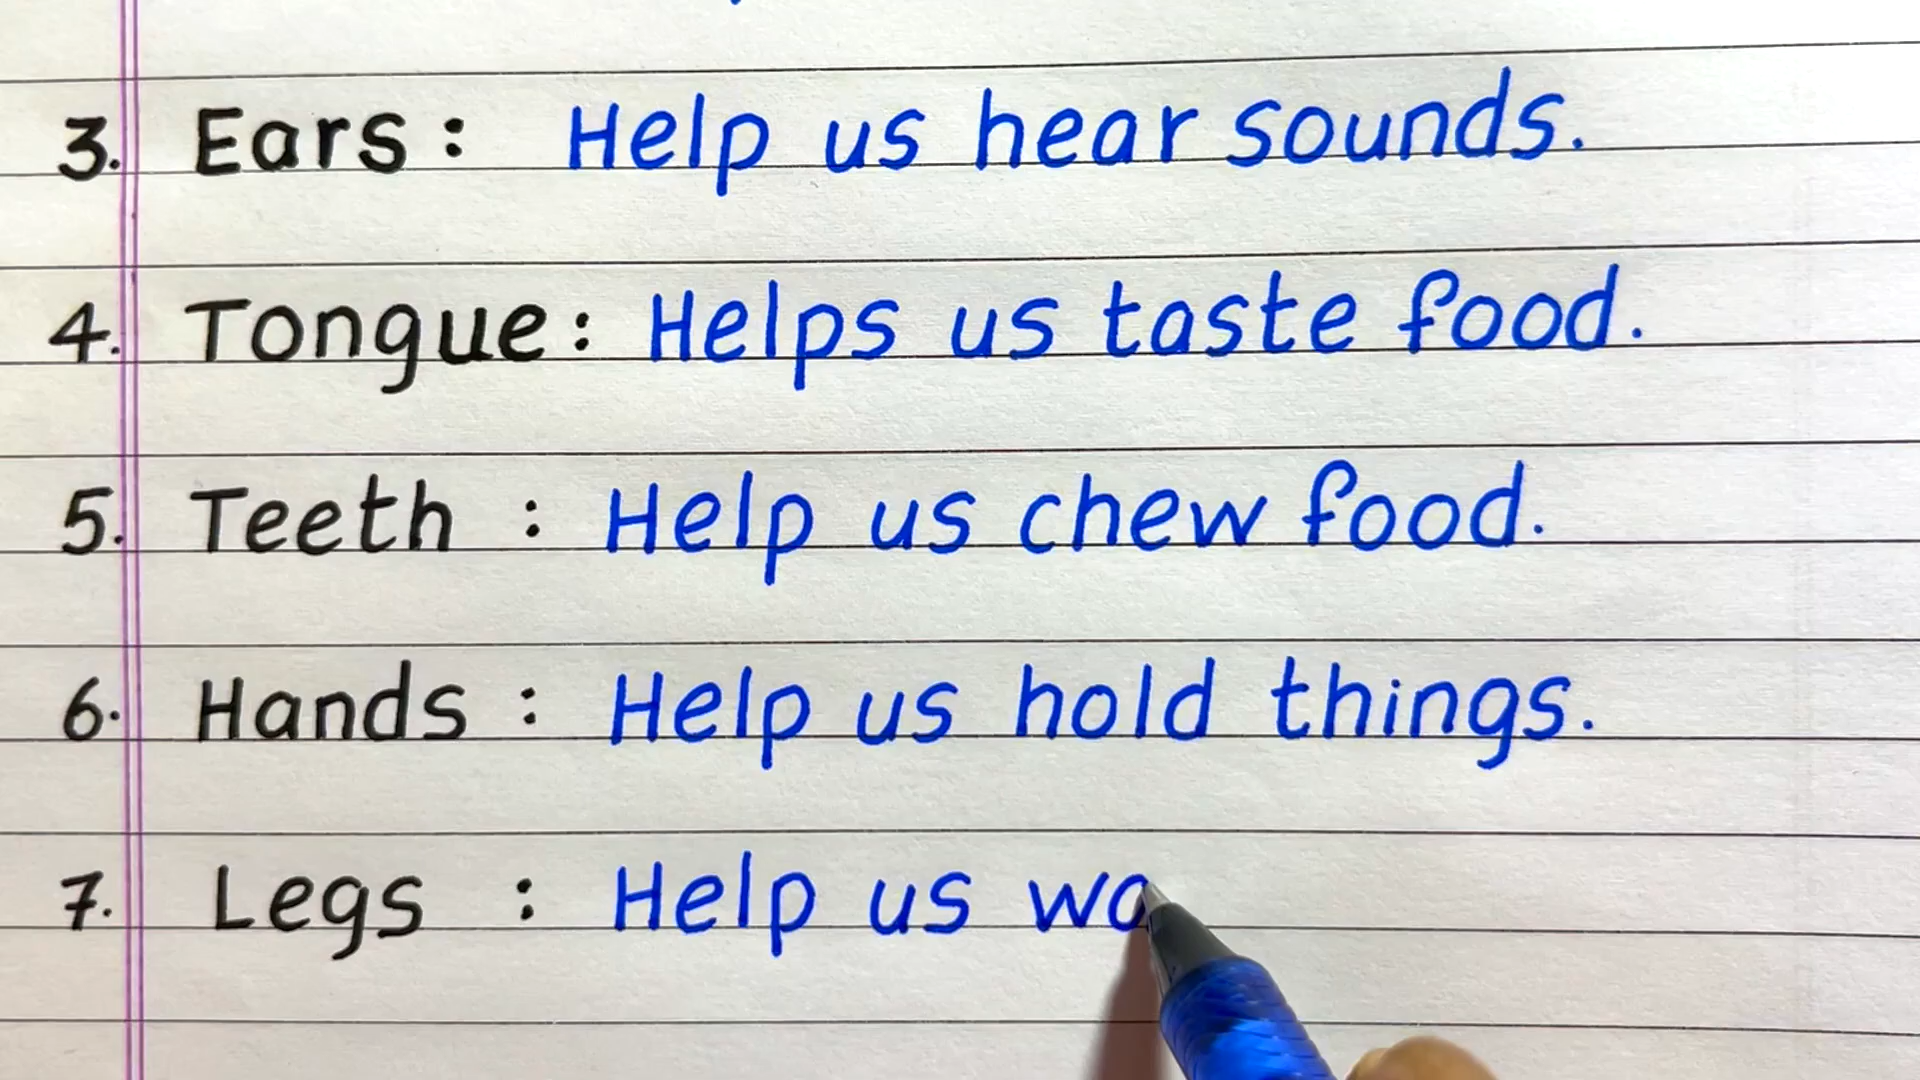 3. Ears : Help us hear sounds.
4. Tongue : Helps us taste food.
5. Teeth : Help us chew food.
6. Hands : Help us hold things.
7. Legs : Help us